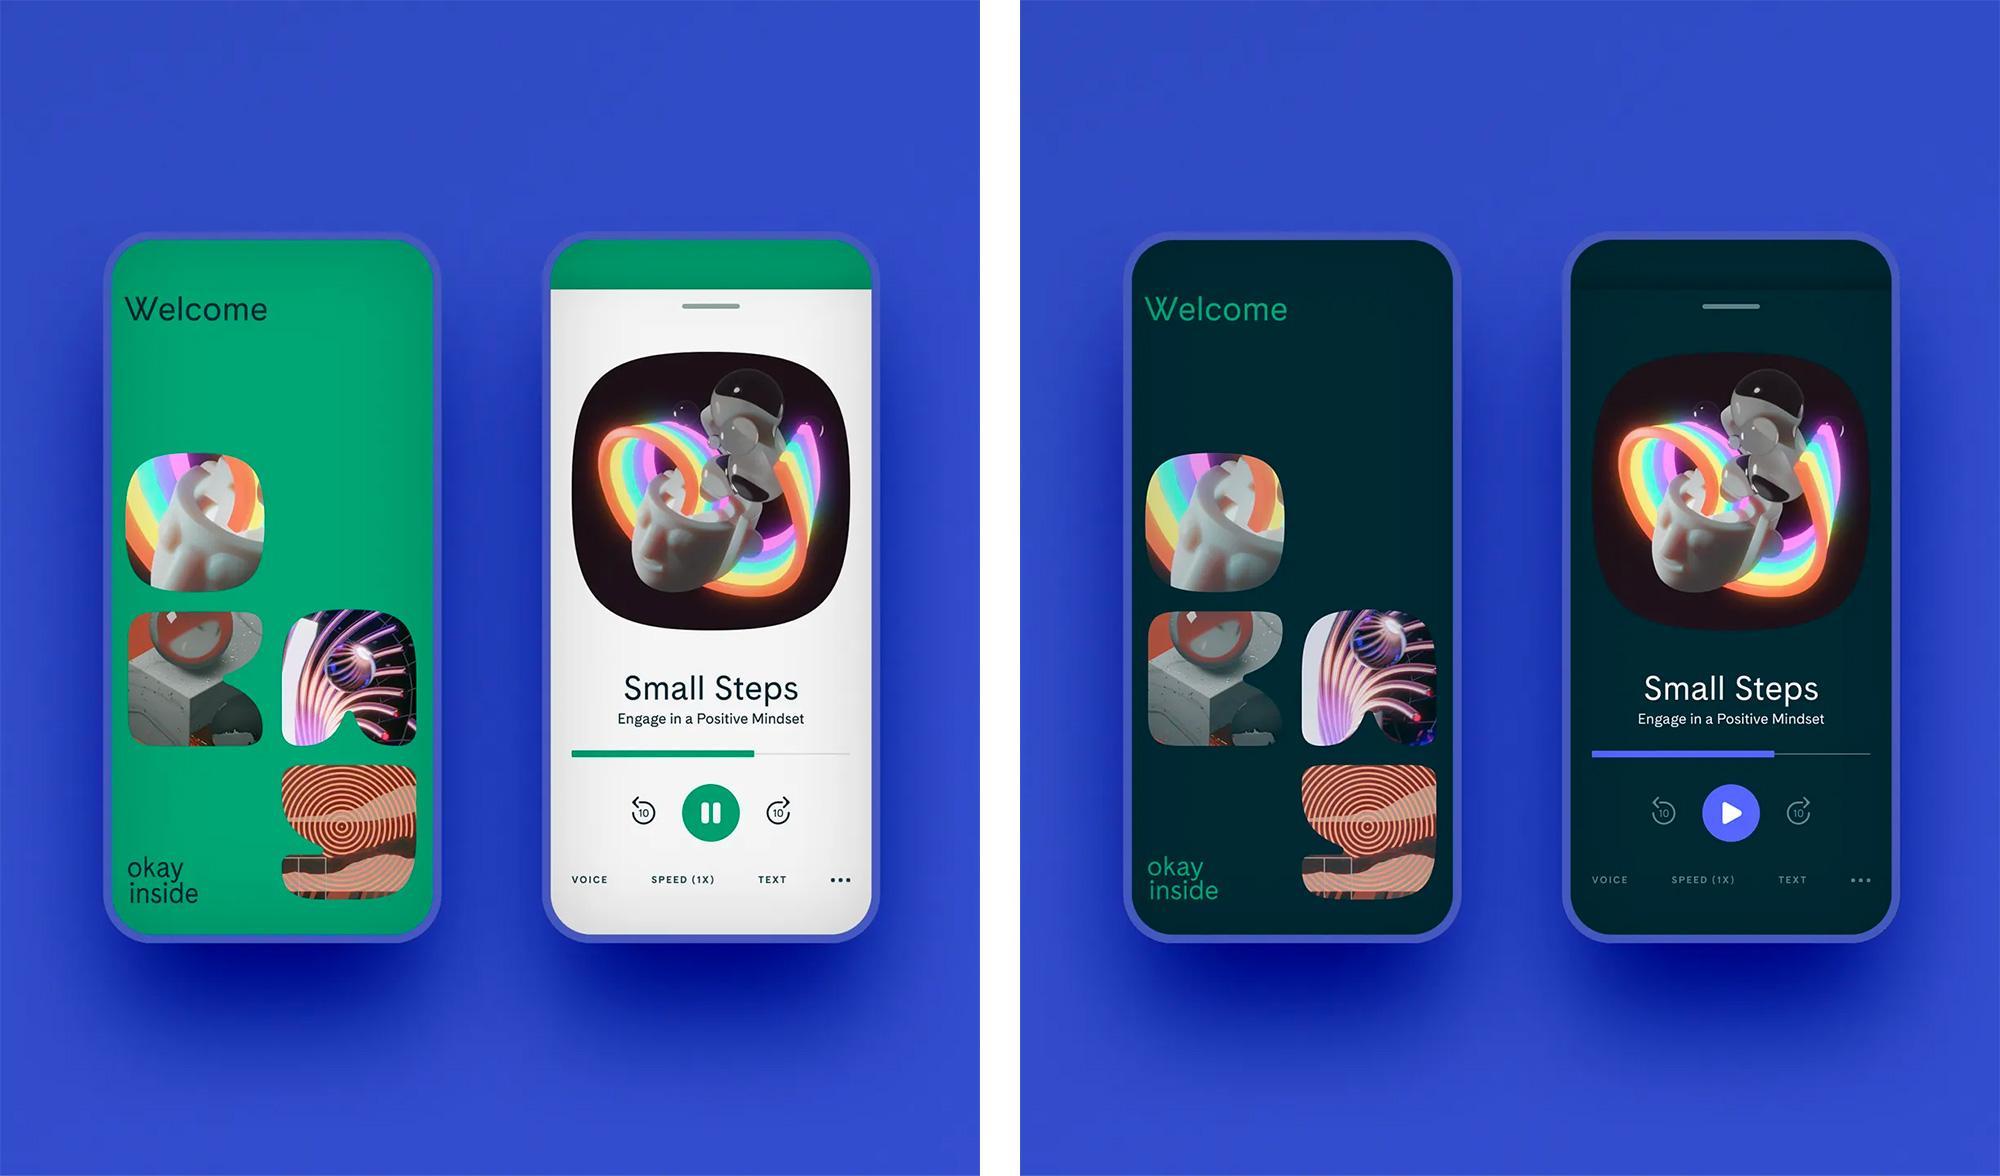 Welcome
okay
inside
Small Steps
Engage in a Positive Mindset
10
10
VOICE SPEED (1X) TEXT
Welcome
okay
inside
Small Steps
Engage in a Positive Mindset
10
10
VOICE SPEED (1X) TEXT